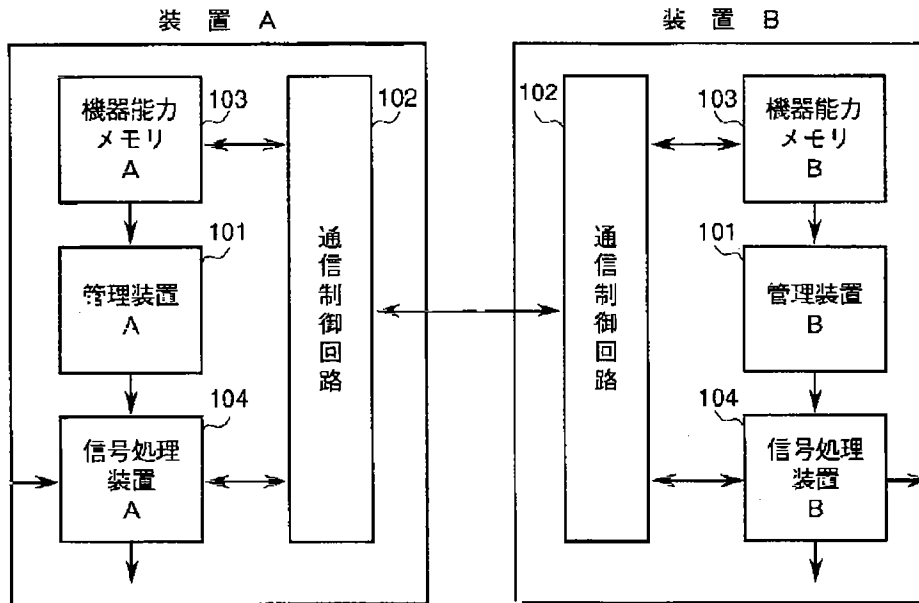 装置A
103
機器能力
メモリ
A
102
101
管理装置
A
通信制御回路
104
信号処理
装置
A
装置B
102
103
機器能力
メモリ
B
通信制御回路
101
管理装置
B
104
信号処理
装置
B